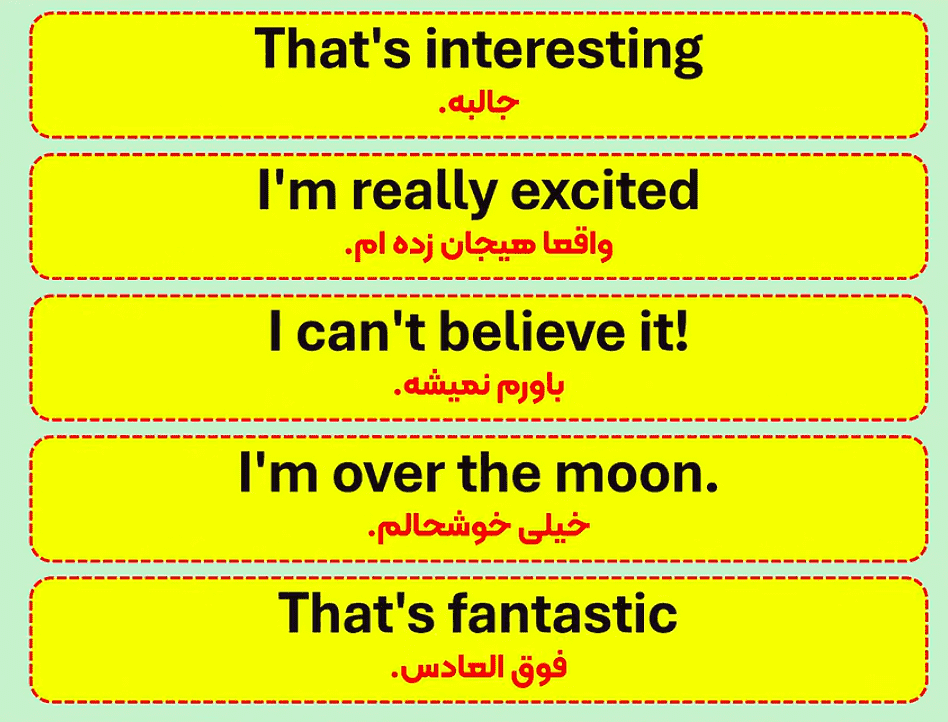 That's interesting
جالبه.
I'm really excited
واقعا هیجان زده ام.
I can't believe it!
باورم نمیشه.
I'm over the moon.
خیلی خوشحالم.
That's fantastic
فوق العادس.